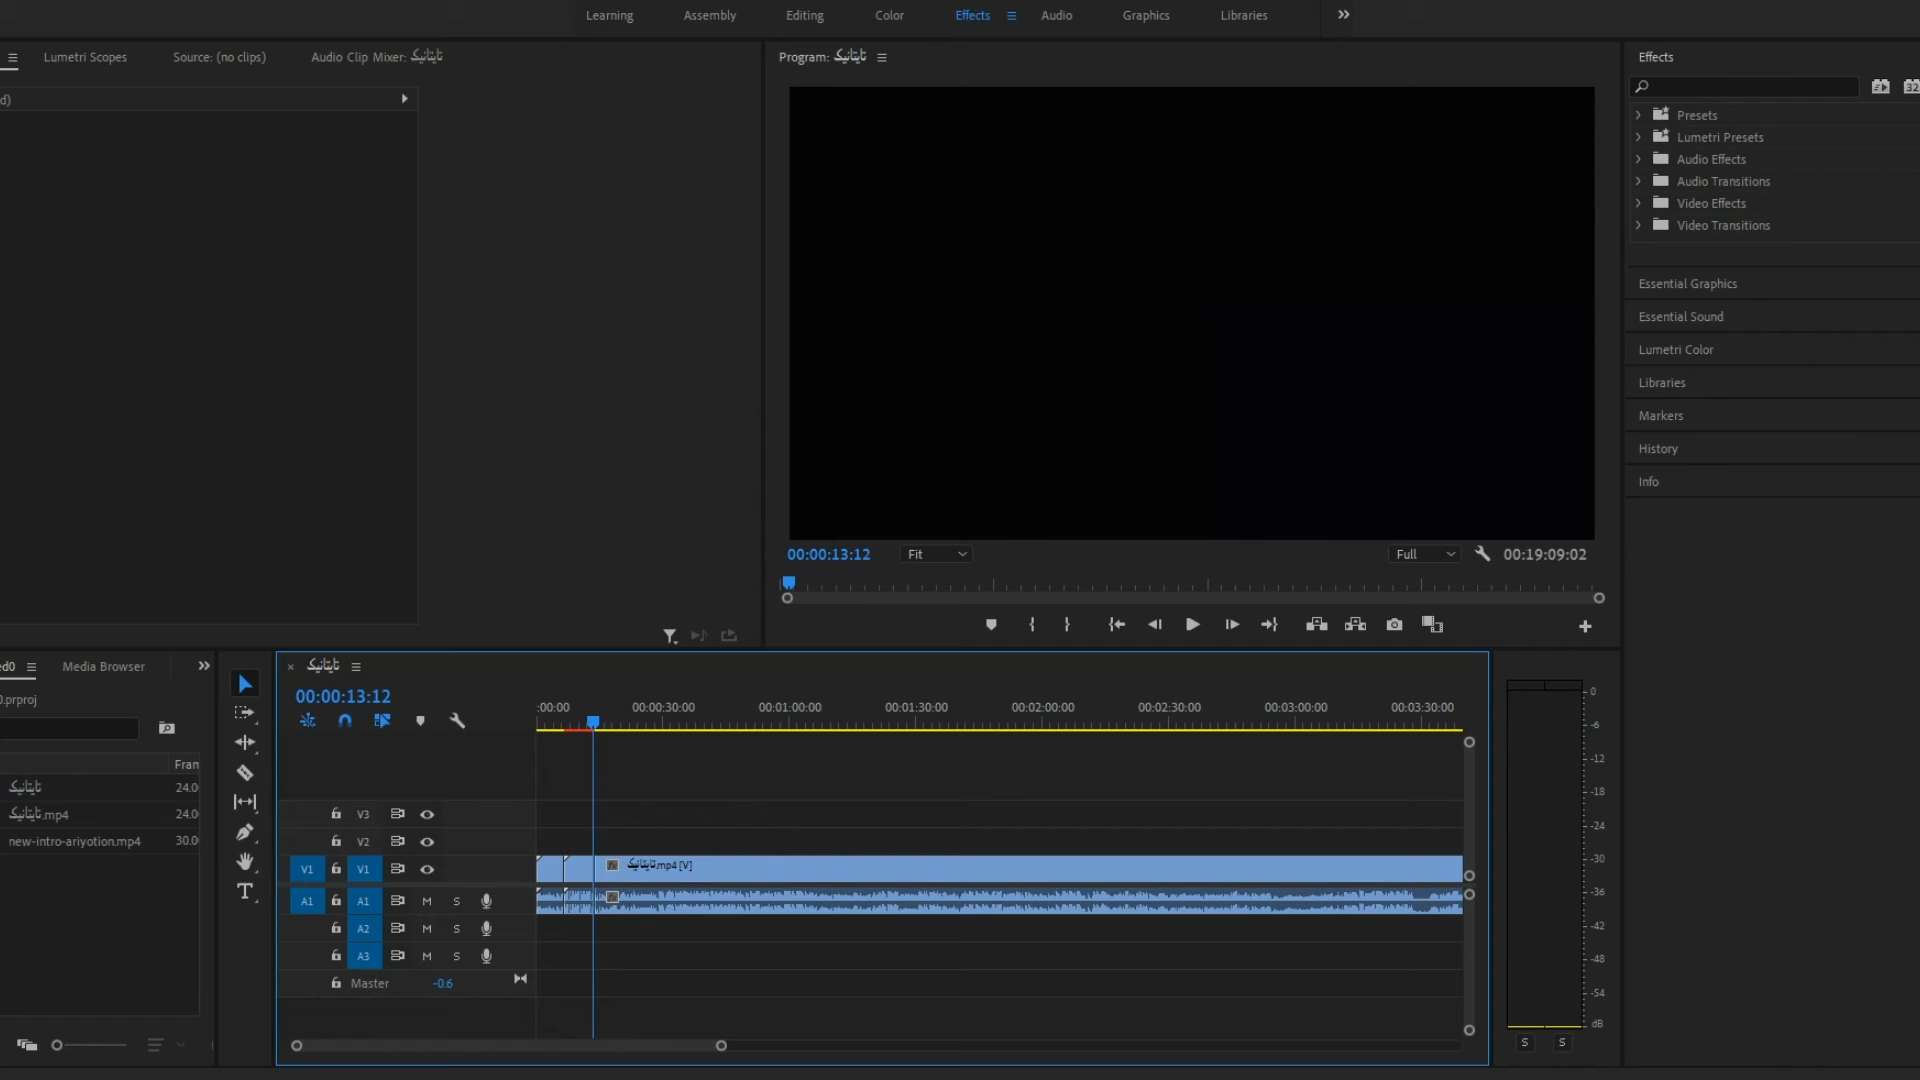 Learning Assembly Editing Color Effects Audio Graphics Libraries
Lumetri Scopes Source: (no clips) Audio Clip Mixer: تایتانیک
d)
Program: تایتانیک
00:00:13:12 Fit Full 00:19:09:02
Effects
32
Presets
Lumetri Presets
Audio Effects
Audio Transitions
Video Effects
Video Transitions
Essential Graphics
Essential Sound
Lumetri Color
Libraries
Markers
History
Info
ed0 Media Browser
0.prproj
Fram
تایتانیک 24.0
تایتانیک.mp4 24.0
new-intro-ariyotion.mp4 30.0
تایتانیک
00:00:13:12
:00:00 00:00:30:00 00:01:00:00 00:01:30:00 00:02:00:00 00:02:30:00 00:03:00:00 00:03:30:00
V3
V2
V1 V1 تایتانیک.mp4 [V]
A1 A1 M S
A2 M S
A3 M S
Master -0.6
0
-6
-12
-18
-24
-30
-36
-42
-48
-54
dB
S S